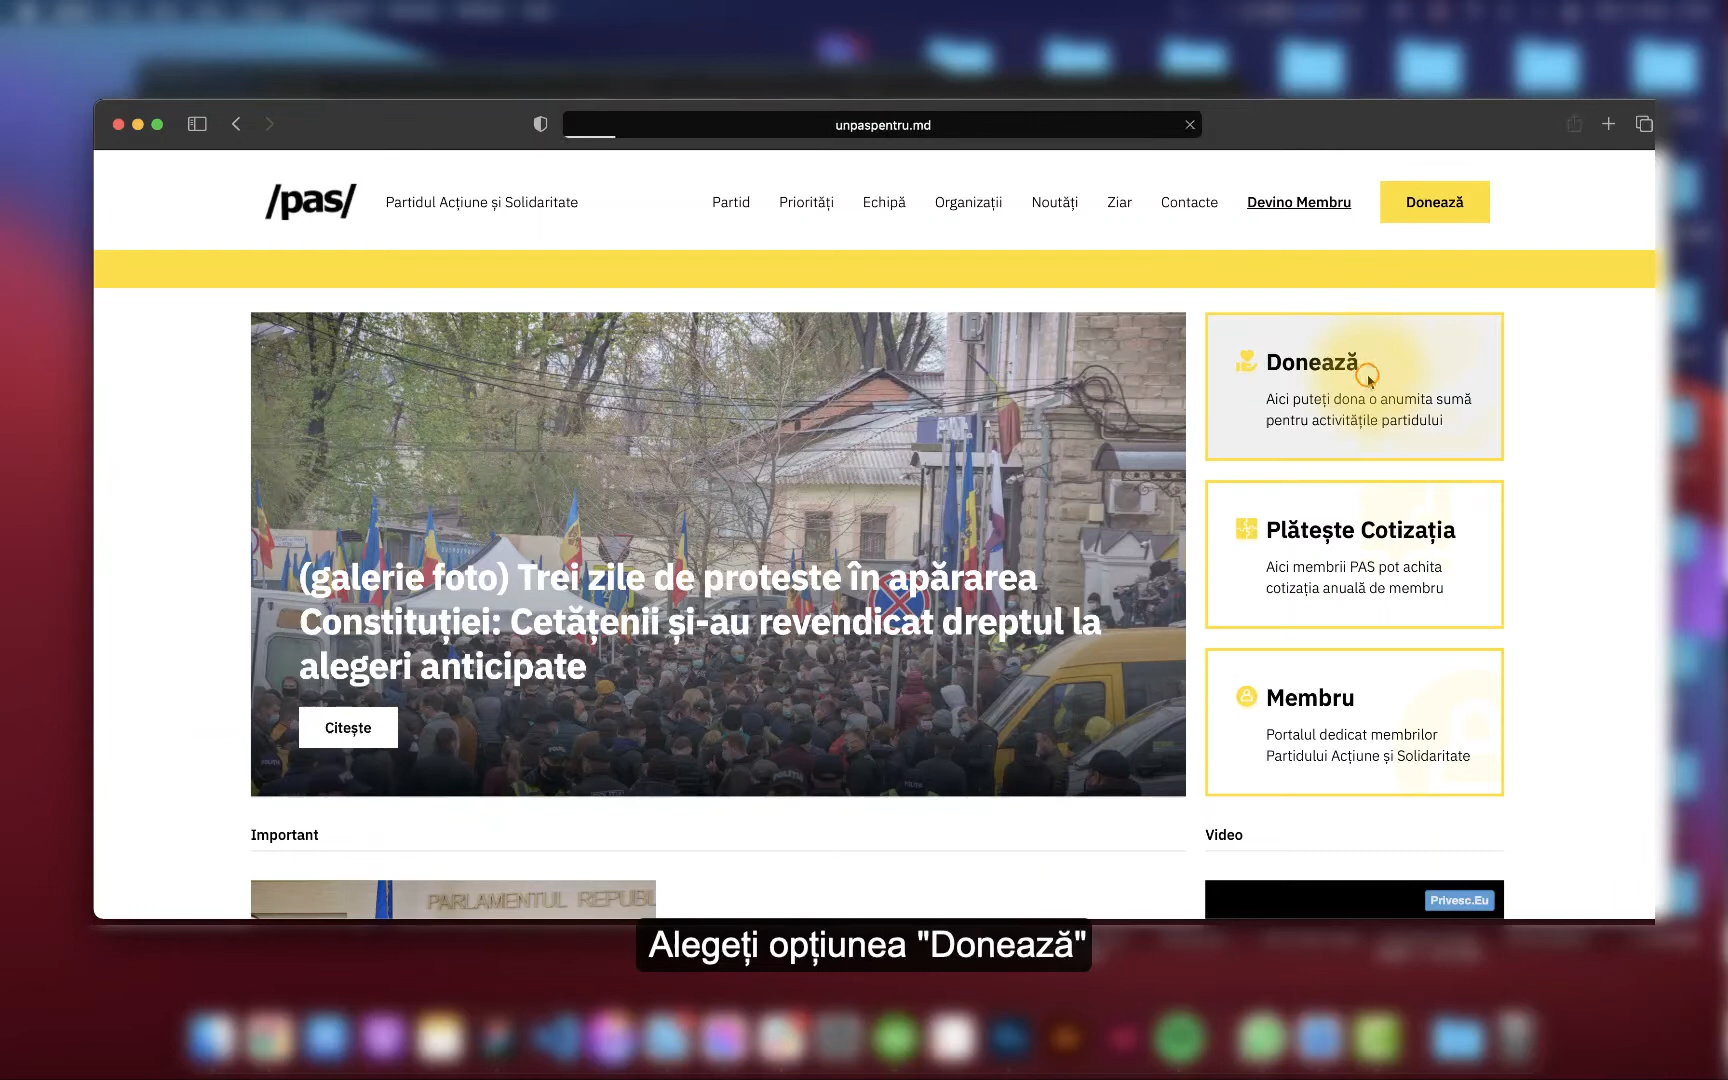 unpaspentru.md
/pas/
Partidul Acțiune și Solidaritate
Partid
Priorități
Echipă
Organizații
Noutăți
Ziar
Contacte
Devino Membru
Donează
(galerie foto) Trei zile de proteste în apărarea
Constituției: Cetățenii și-au revendicat dreptul la
alegeri anticipate
Citește
Donează
Aici puteți dona o anumita sumă
pentru activitățile partidului
Plătește Cotizația
Aici membrii PAS pot achita
cotizația anuală de membru
Membru
Portalul dedicat membrilor
Partidului Acțiune și Solidaritate
Important
Video
PARLAMENTUL
Privesc.Eu
Alegeți opțiunea "Donează"